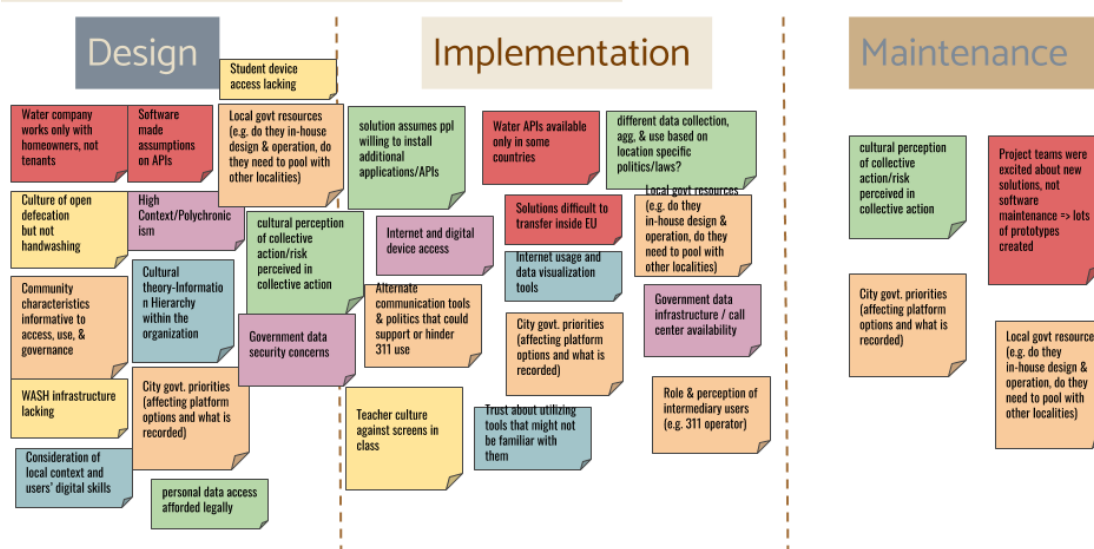 Design
Implementation
Maintenance
Student device
access lacking
Water company
works only with
homeowners, not
tenants
Software
made
assumptions
on APIs
Local govt resources
(e.g. do they in-house
design & operation, do
they need to pool with
other localities)
Culture of open
defecation
but not
handwashing
High
Context/Polychronic
ism
cultural perception
of collective
action/risk
perceived in
collective action
Community
characteristics
informative to
access, use, &
governance
Cultural
theory-Informatio
n Hierarchy
within the
organization
Government data
security concerns
WASH infrastructure
lacking
City govt. priorities
(affecting platform
options and what is
recorded)
Consideration of
local context and
users' digital skills
personal data access
afforded legally
solution assumes ppl
willing to install
additional
applications/APIs
Water APIs available
only in some
countries
different data collection,
agg, & use based on
location specific
politics/laws?
Internet and digital
device access
Solutions difficult to
transfer inside EU
Local govt resources
(e.g. do they
in-house design &
operation, do they
need to pool with
other localities)
Internet usage and
data visualization
tools
Alternate
communication tools
& politics that could
support or hinder
311 use
City govt. priorities
(affecting platform
options and what is
recorded)
Government data
infrastructure / call
center availability
Teacher culture
against screens in
class
Trust about utilizing
tools that might not
be familiar with
them
Role & perception of
intermediary users
(e.g. 311 operator)
cultural perception
of collective
action/risk
perceived in
collective action
Project teams were
excited about new
solutions, not
software
maintenance => lots
of prototypes
created
City govt. priorities
(affecting platform
options and what is
recorded)
Local govt resource
(e.g. do they
in-house design &
operation, do they
need to pool with
other localities)